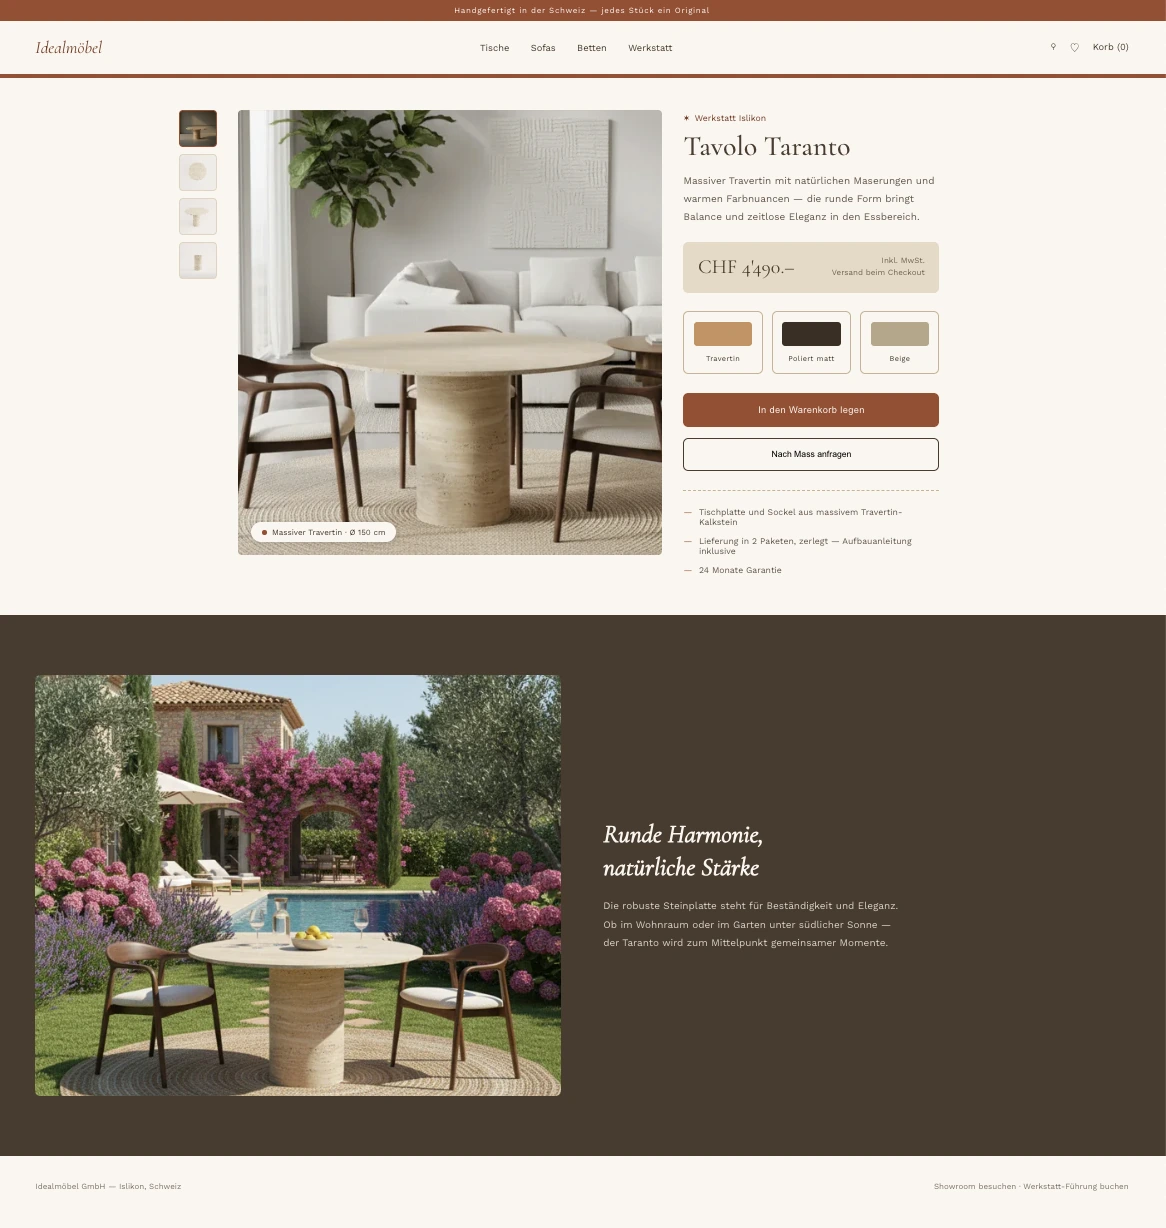 Handgefertigt in der Schweiz — jedes Stück ein Original
Idealmöbel
Tische Sofas Betten Werkstatt
Korb (0)
✶ Werkstatt Islikon
Tavolo Taranto
Massiver Travertin mit natürlichen Maserungen und
warmen Farbnuancen — die runde Form bringt
Balance und zeitlose Eleganz in den Essbereich.
CHF 4'490.–
Inkl. MwSt.
Versand beim Checkout
Travertin
Poliert matt
Beige
In den Warenkorb legen
Nach Mass anfragen
— Tischplatte und Sockel aus massivem Travertin-
Kalkstein
— Lieferung in 2 Paketen, zerlegt — Aufbauanleitung
inklusive
— 24 Monate Garantie
Massiver Travertin · Ø 150 cm
Runde Harmonie,
natürliche Stärke
Die robuste Steinplatte steht für Beständigkeit und Eleganz.
Ob im Wohnraum oder im Garten unter südlicher Sonne —
der Taranto wird zum Mittelpunkt gemeinsamer Momente.
Idealmöbel GmbH — Islikon, Schweiz
Showroom besuchen · Werkstatt-Führung buchen